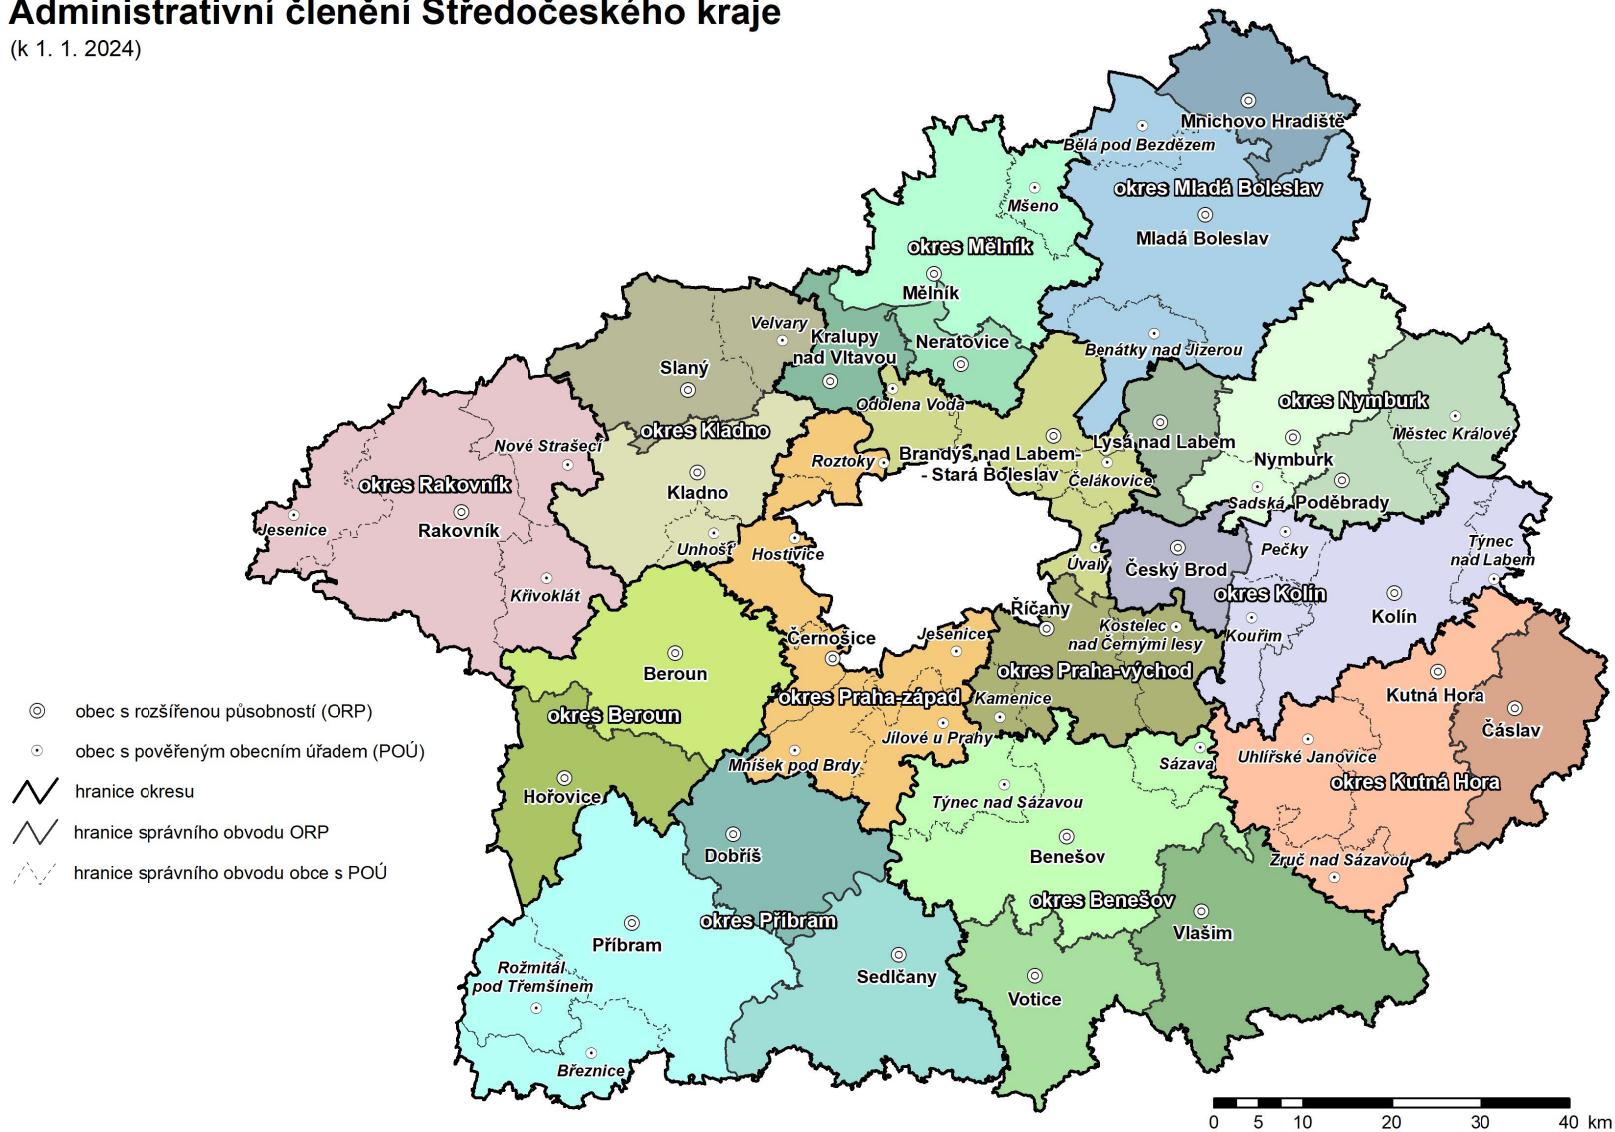 Administrativní členění Středočeského kraje
(k 1. 1. 2024)
Mnichovo Hradiště
Bělá pod Bezdězem
okres Mladá Boleslav
Mšeno
Mladá Boleslav
okres Mělník
Mělník
Velvary
Kralupy
nad Vltavou
Neratovice
Benátky nad Jizerou
Slaný
Odolena Voda
okres Nymburk
okres Kladno
Městec Králové
Nové Strašecí
Lysá nad Labem
Brandýs nad Labem-
- Stará Boleslav
Roztoky
Nymburk
Čelákovice
okres Rakovník
Kladno
Sadská
Poděbrady
Jesenice
Rakovník
Unhošť
Hostivice
Pečky
Týnec
nad Labem
Úvaly
Český Brod
Křivoklát
okres Kolín
Říčany
Kolín
Kostelec
nad Černými lesy
Kouřim
Černošice
Jesenice
Beroun
okres Praha-východ
okres Praha-západ
Kamenice
Kutná Hora
okres Beroun
Čáslav
Jílové u Prahy
Mníšek pod Brdy
Sázava
Uhlířské Janovice
okres Kutná Hora
Hořovice
Týnec nad Sázavou
Dobříš
Benešov
Zruč nad Sázavou
okres Benešov
okres Příbram
Vlašim
Příbram
Rožmitál
pod Třemšínem
Sedlčany
Votice
Březnice
obec s rozšířenou působností (ORP)
obec s pověřeným obecním úřadem (POÚ)
hranice okresu
hranice správního obvodu ORP
hranice správního obvodu obce s POÚ
0 5 10 20 30 40 km